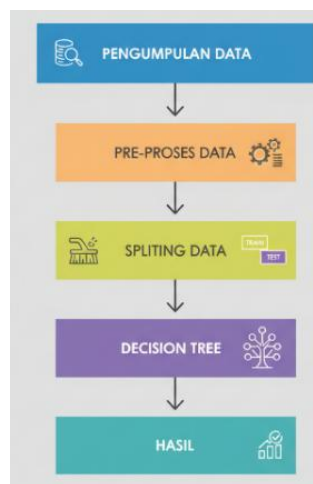 PENGUMPULAN DATA
PRE-PROSES DATA
SPLITING DATA
TRAIN
TEST
DECISION TREE
HASIL